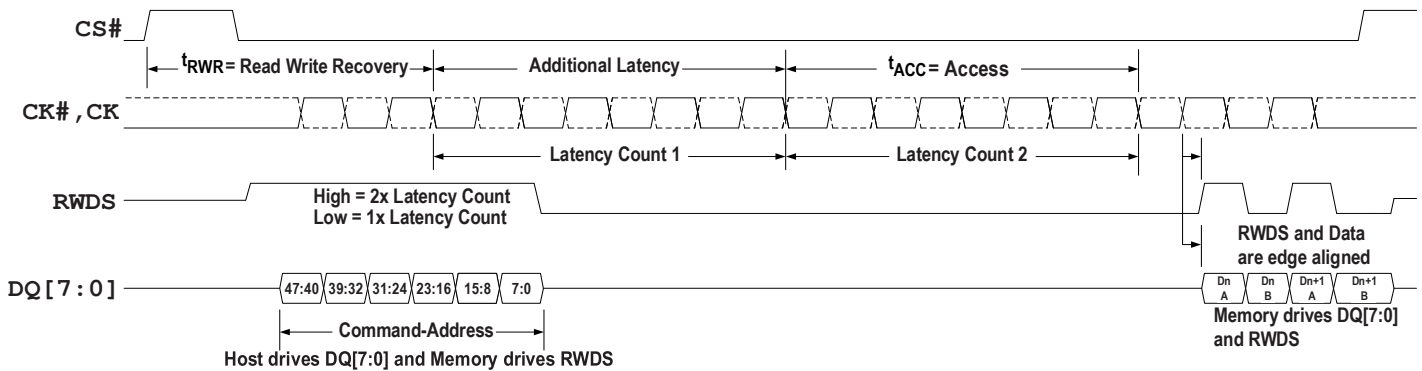 CS#
tRWR= Read Write Recovery
Additional Latency
tACC= Access
CK#,CK
Latency Count 1
Latency Count 2
RWDS
High = 2x Latency Count
Low = 1x Latency Count
RWDS and Data
are edge aligned
DQ[7:0]
47:40 39:32 31:24 23:16 15:8 7:0
Dn Dn Dn+1 Dn+1
A B A B
Command-Address
Memory drives DQ[7:0]
and RWDS
Host drives DQ[7:0] and Memory drives RWDS